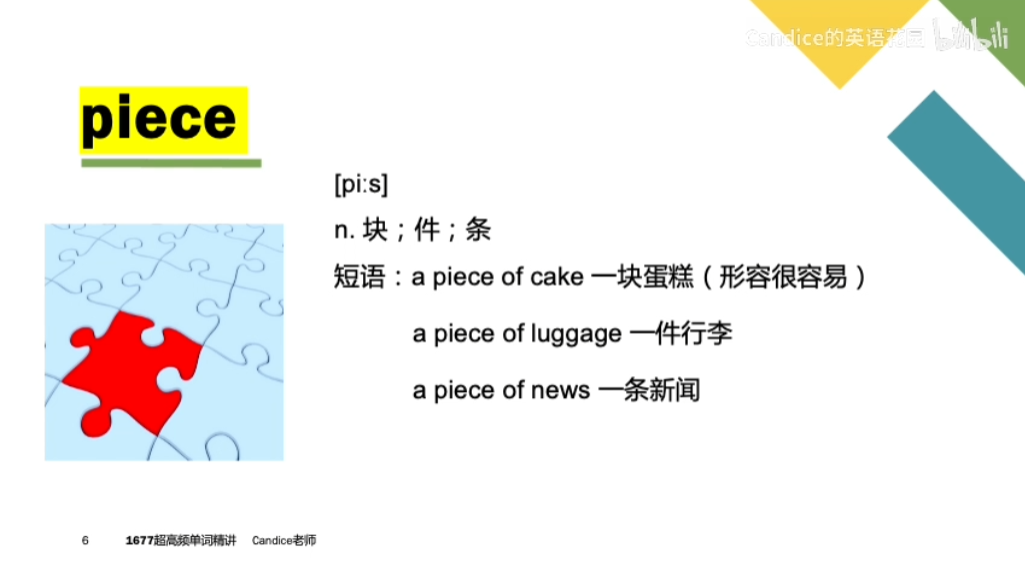 Candice的英语花园 bilibili
piece
[pi:s]
n. 块；件；条
短语：a piece of cake 一块蛋糕（形容很容易）
a piece of luggage 一件行李
a piece of news 一条新闻
6 1677超高频单词精讲 Candice老师